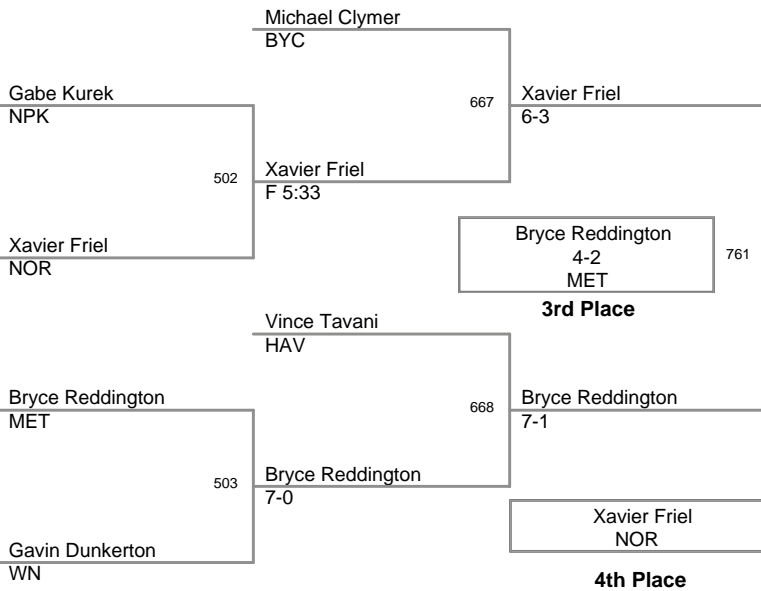 Michael Clymer
BYC
Gabe Kurek
NPK
667
Xavier Friel
6-3
502
Xavier Friel
F 5:33
Xavier Friel
NOR
Bryce Reddington
4-2
MET
761
3rd Place
Vince Tavani
HAV
Bryce Reddington
MET
668
Bryce Reddington
7-1
503
Bryce Reddington
7-0
Gavin Dunkerton
WN
Xavier Friel
NOR
4th Place